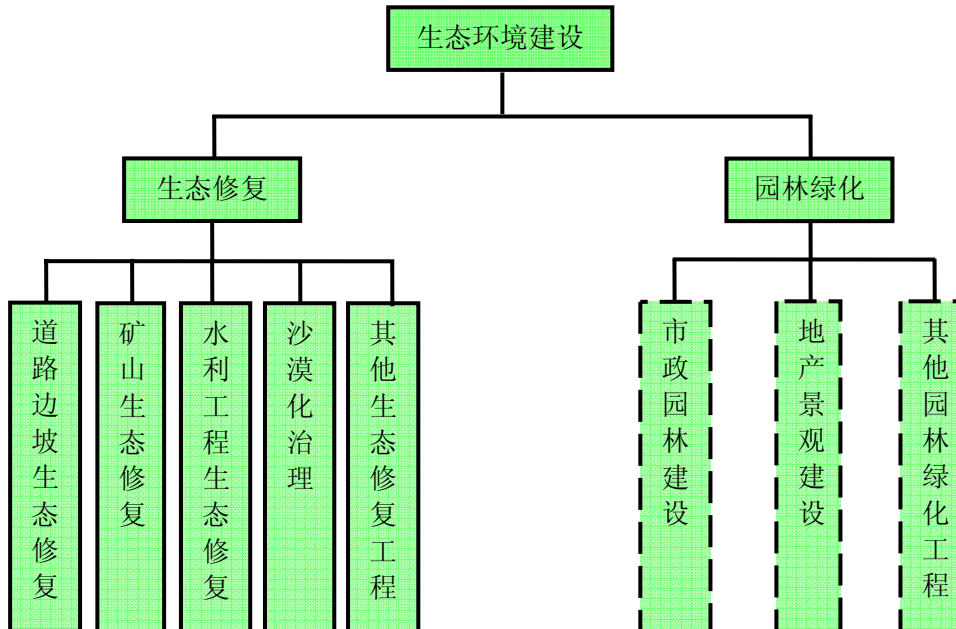 生态环境建设
生态修复
园林绿化
道路边坡生态修复
矿山生态修复
水利工程生态修复
沙漠化治理
其他生态修复工程
市政园林建设
地产景观建设
其他园林绿化工程